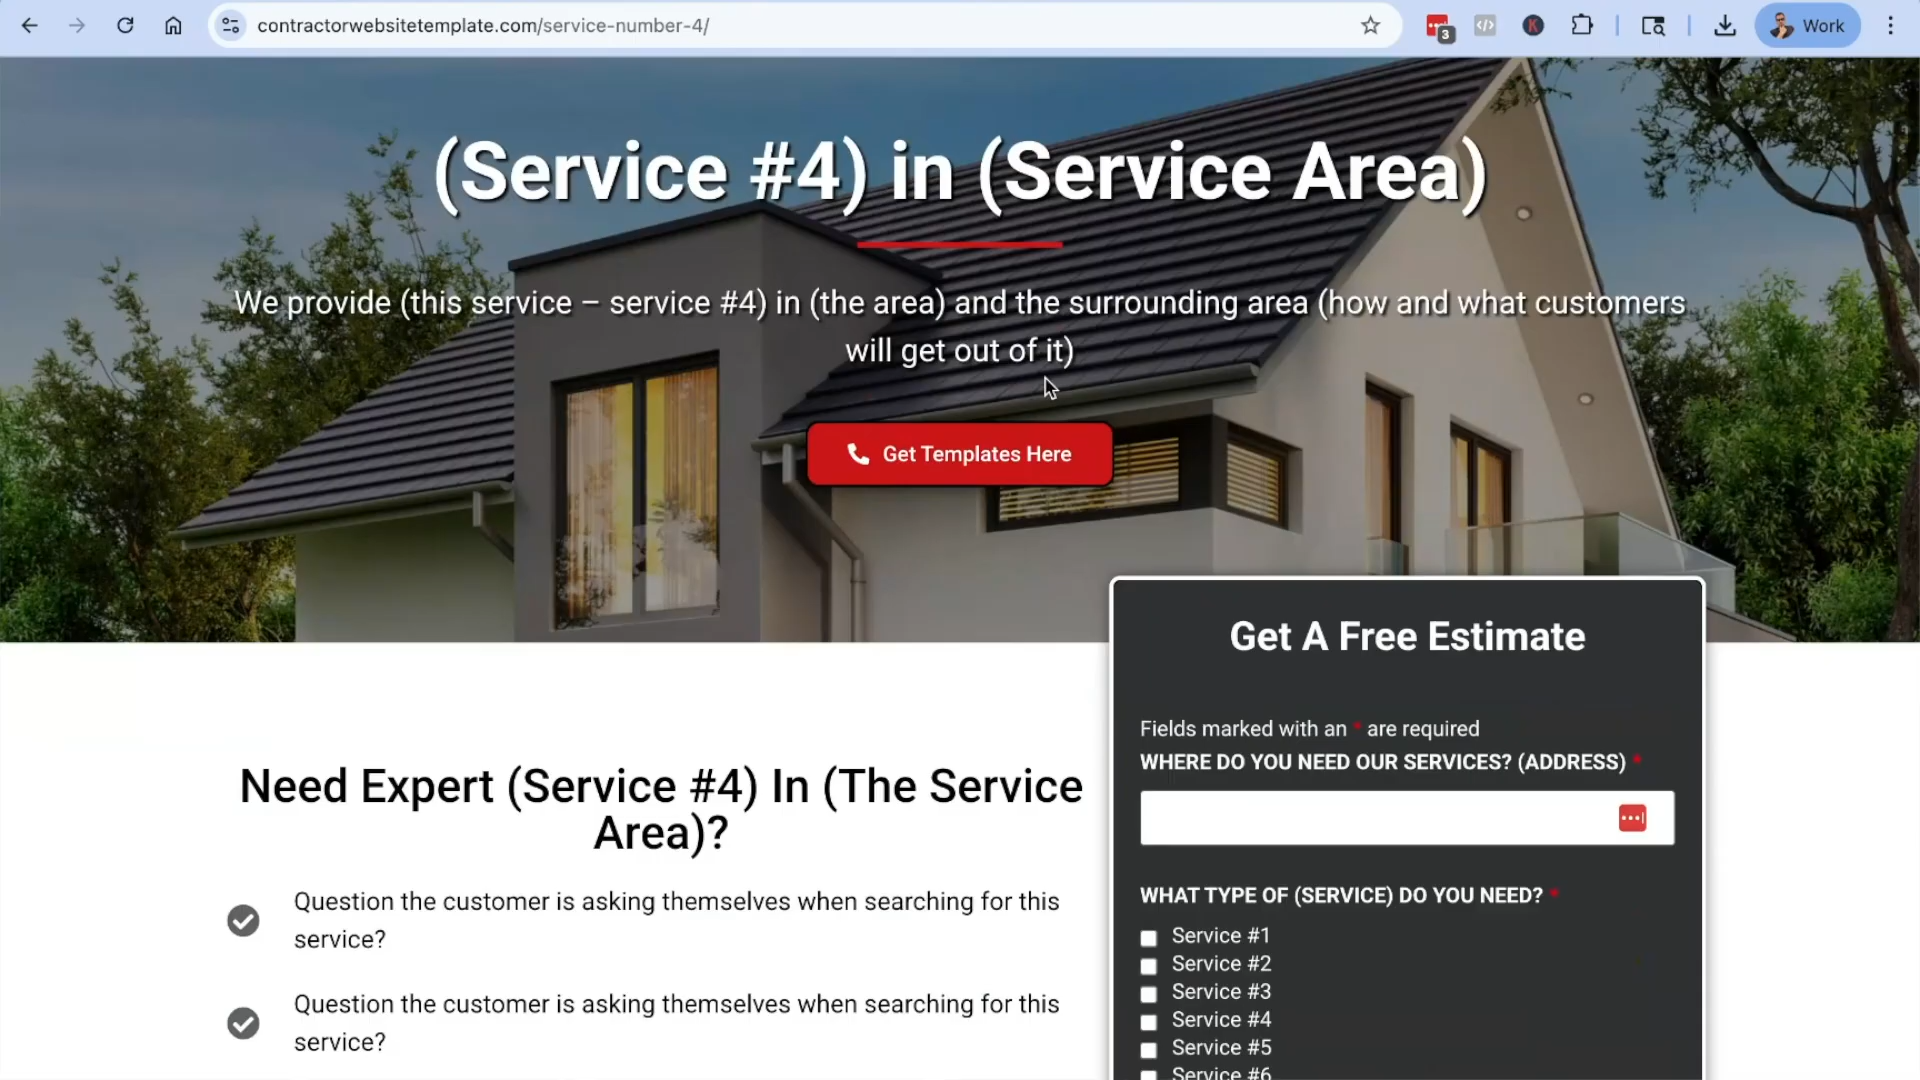 contractorwebsitetemplate.com/service-number-4/
3
K
Work
(Service #4) in (Service Area)
We provide (this service – service #4) in (the area) and the surrounding area (how and what customers
will get out of it)
Get Templates Here
Get A Free Estimate
Fields marked with an * are required
WHERE DO YOU NEED OUR SERVICES? (ADDRESS) *
Need Expert (Service #4) In (The Service
Area)?
Question the customer is asking themselves when searching for this
service?
Question the customer is asking themselves when searching for this
service?
WHAT TYPE OF (SERVICE) DO YOU NEED? *
Service #1
Service #2
Service #3
Service #4
Service #5
Service #6